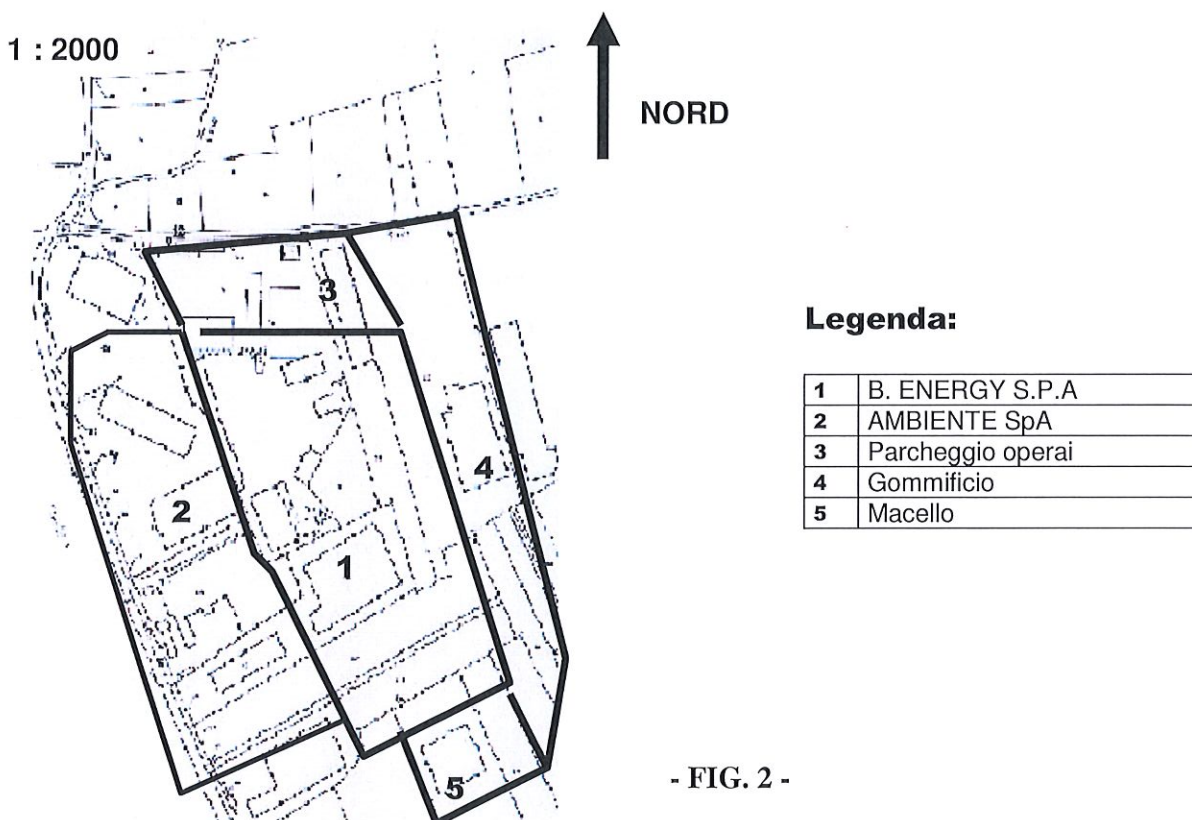 1 : 2000
NORD
3
4
2
1
5
Legenda:
1 B. ENERGY S.P.A
2 AMBIENTE SpA
3 Parcheggio operai
4 Gommificio
5 Macello
- FIG. 2 -